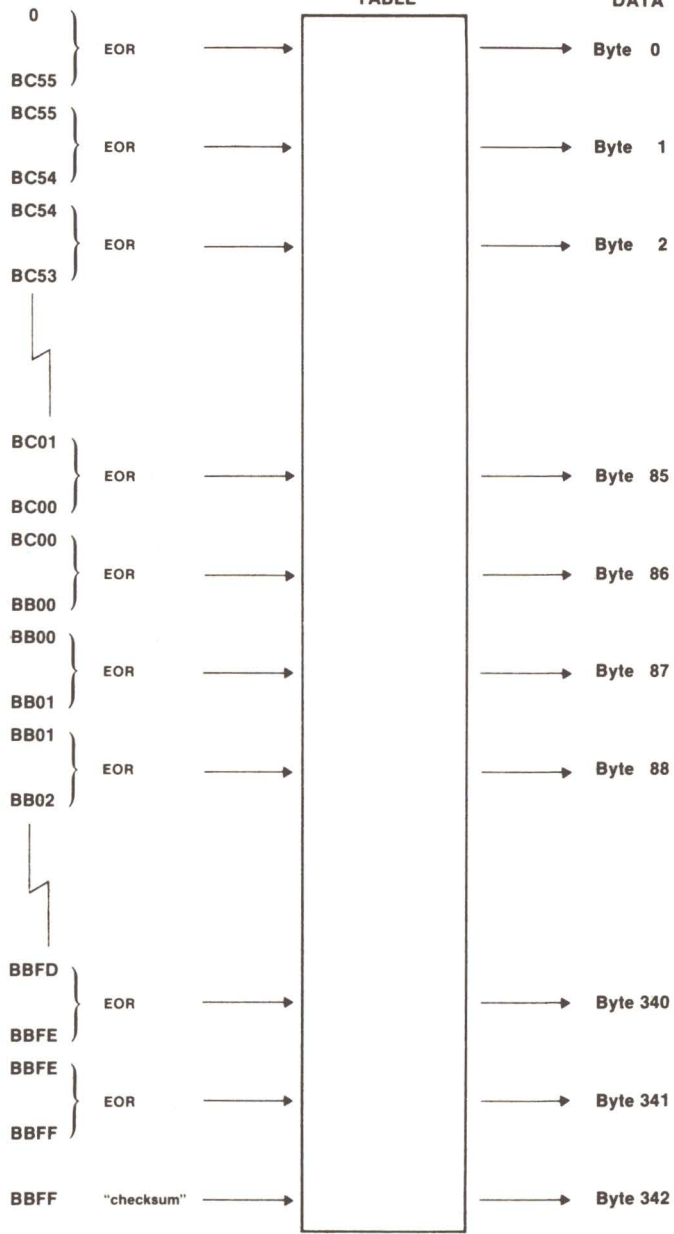 TABLE
DATA
0
EOR
Byte 0
BC55
BC55
EOR
Byte 1
BC54
BC54
EOR
Byte 2
BC53
BC01
EOR
Byte 85
BC00
BC00
EOR
Byte 86
BB00
BB00
EOR
Byte 87
BB01
BB01
EOR
Byte 88
BB02
BBFD
EOR
Byte 340
BBFE
BBFE
EOR
Byte 341
BBFF
BBFF "checksum" Byte 342